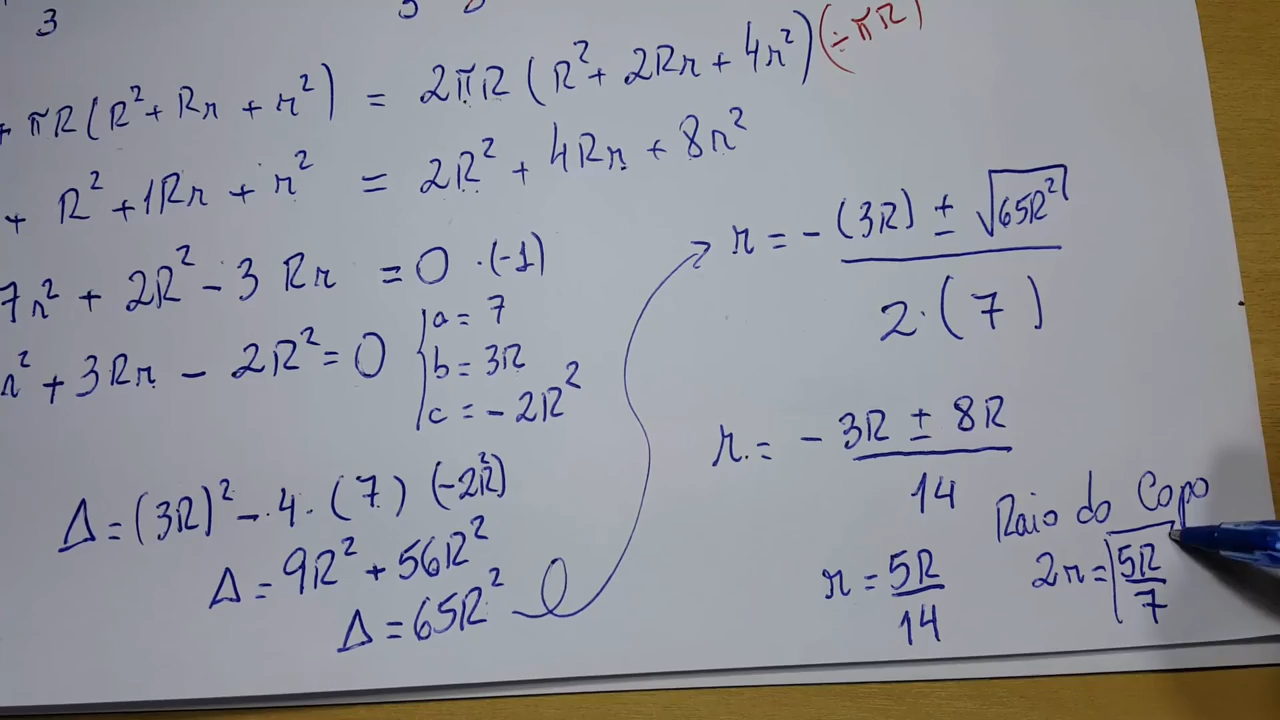 3
+ πR(R² + Rr + r²) = 2πR (R² + 2Rr + 4r²) (÷πR)
+ R² + 1Rr + r² = 2R² + 4Rr + 8r²
7r² + 2R² - 3Rr = 0 .(-1)
r² + 3Rr - 2R² = 0
a = 7
b = 3R
c = -2R²
Δ = (3R)² - 4. (7) (-2R²)
Δ = 9R² + 56R²
Δ = 65R²
r = -(3R) ± √65R²
2.(7)
r. = - 3R ± 8R
14
r = 5R
14
Raio do Copo
2r = 5R
7